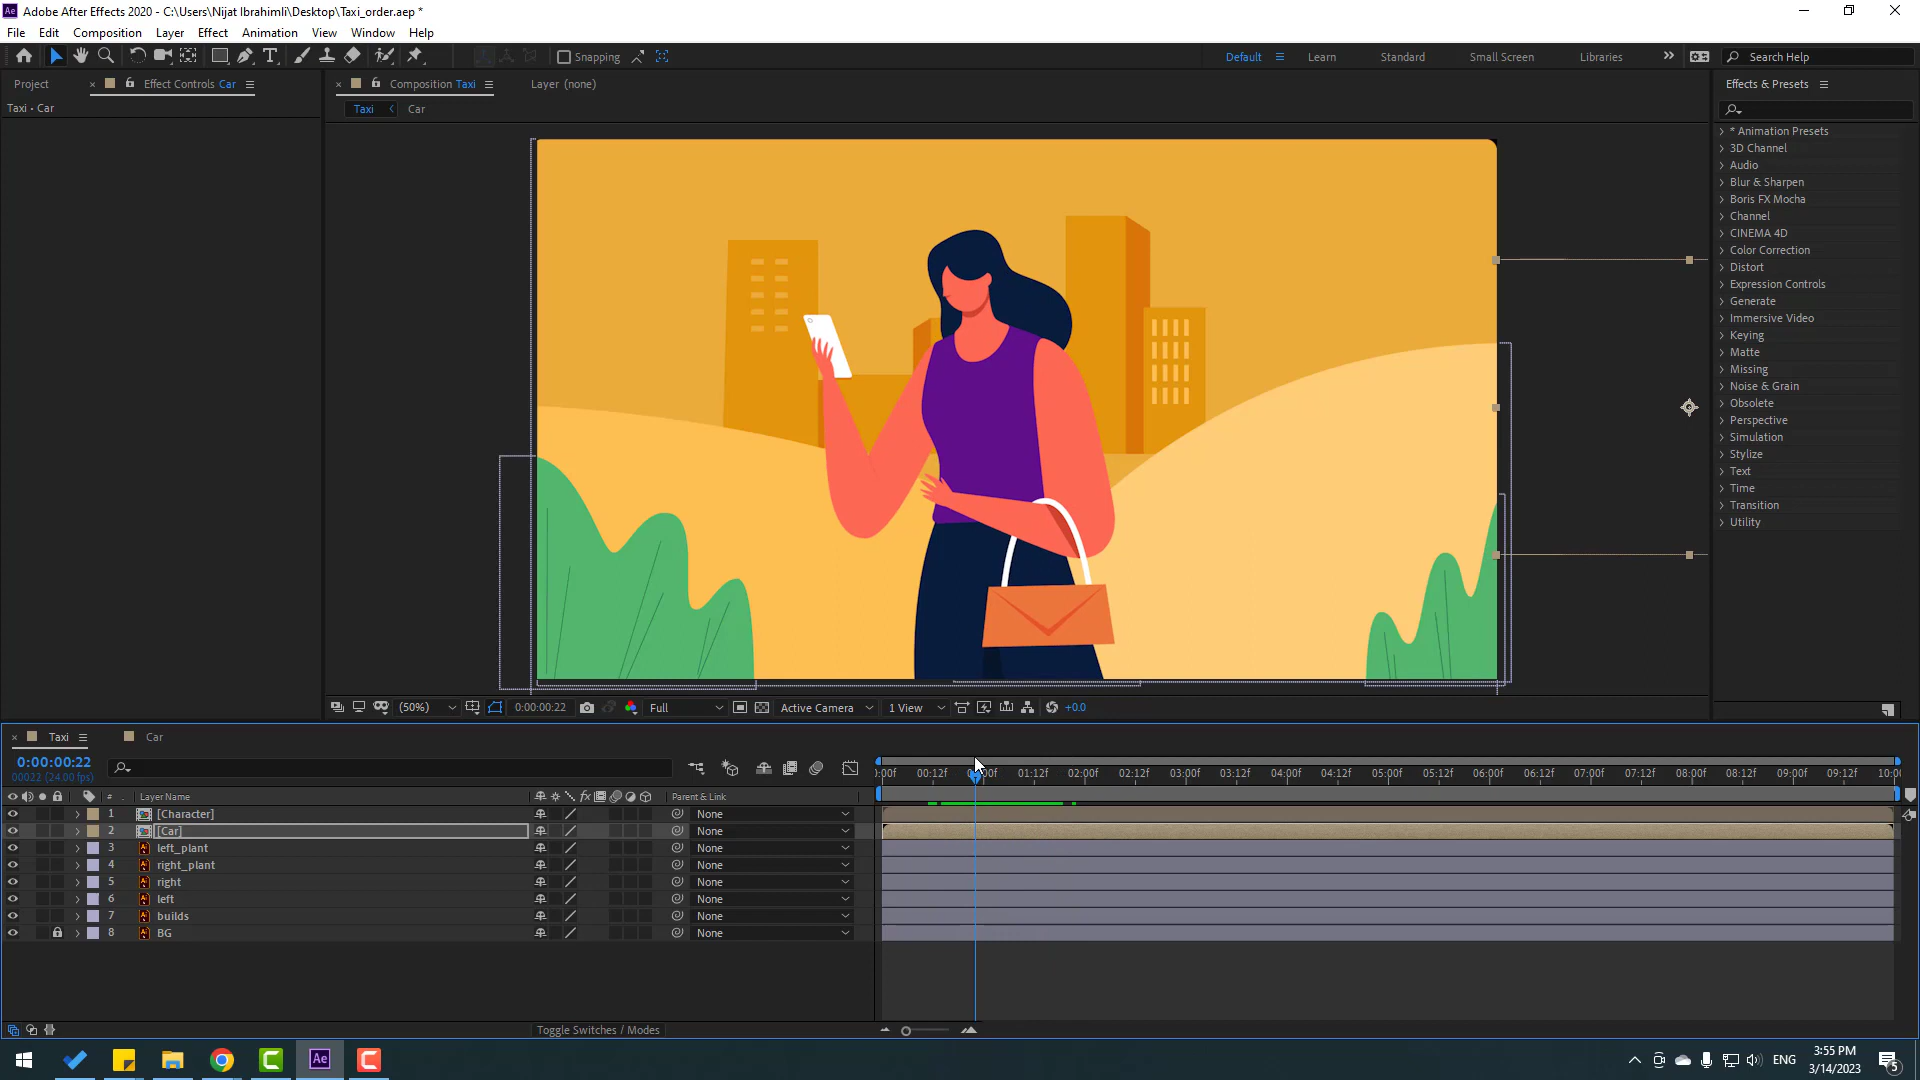 Adobe After Effects 2020 - C:\Users\Nijat Ibrahimli\Desktop\Taxi_order.aep *
File Edit Composition Layer Effect Animation View Window Help
Snapping
Default Learn Standard Small Screen Libraries
Search Help
Project
Effect Controls Car
Taxi - Car
Composition Taxi
Layer (none)
Taxi Car
Effects & Presets
* Animation Presets
3D Channel
Audio
Blur & Sharpen
Boris FX Mocha
Channel
CINEMA 4D
Color Correction
Distort
Expression Controls
Generate
Immersive Video
Keying
Matte
Missing
Noise & Grain
Obsolete
Perspective
Simulation
Stylize
Text
Time
Transition
Utility
(50%) 0:00:00:22 Full Active Camera 1 View +0.0
Taxi
Car
0:00:00:22
00022 (24.00 fps)
:00f 00:12f 01:00f 01:12f 02:00f 02:12f 03:00f 03:12f 04:00f 04:12f 05:00f 05:12f 06:00f 06:12f 07:00f 07:12f 08:00f 08:12f 09:00f 09:12f 10:0
# Layer Name fx Parent & Link
1 [Character] None
2 [Car] None
3 left_plant None
4 right_plant None
5 right None
6 left None
7 builds None
8 BG None
Toggle Switches / Modes
ENG
3:55 PM
3/14/2023
5